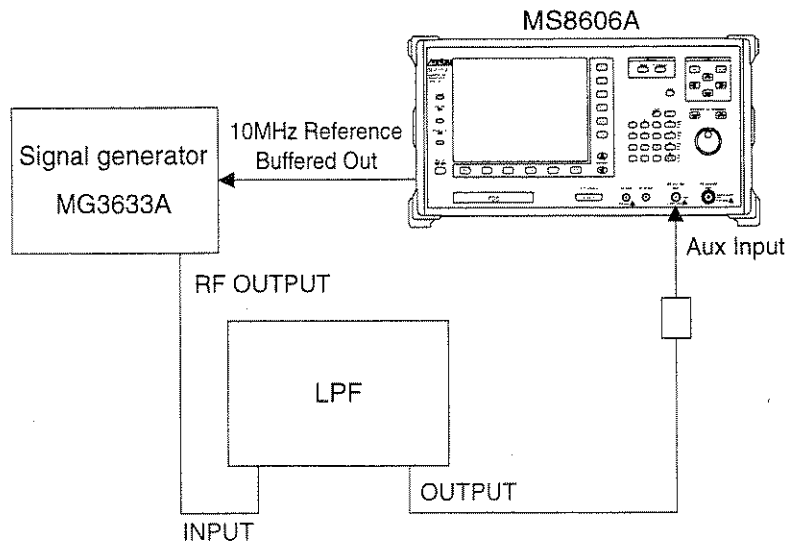 MS8606A
10MHz Reference
Buffered Out
Signal generator
MG3633A
Aux Input
RF OUTPUT
LPF
OUTPUT
INPUT